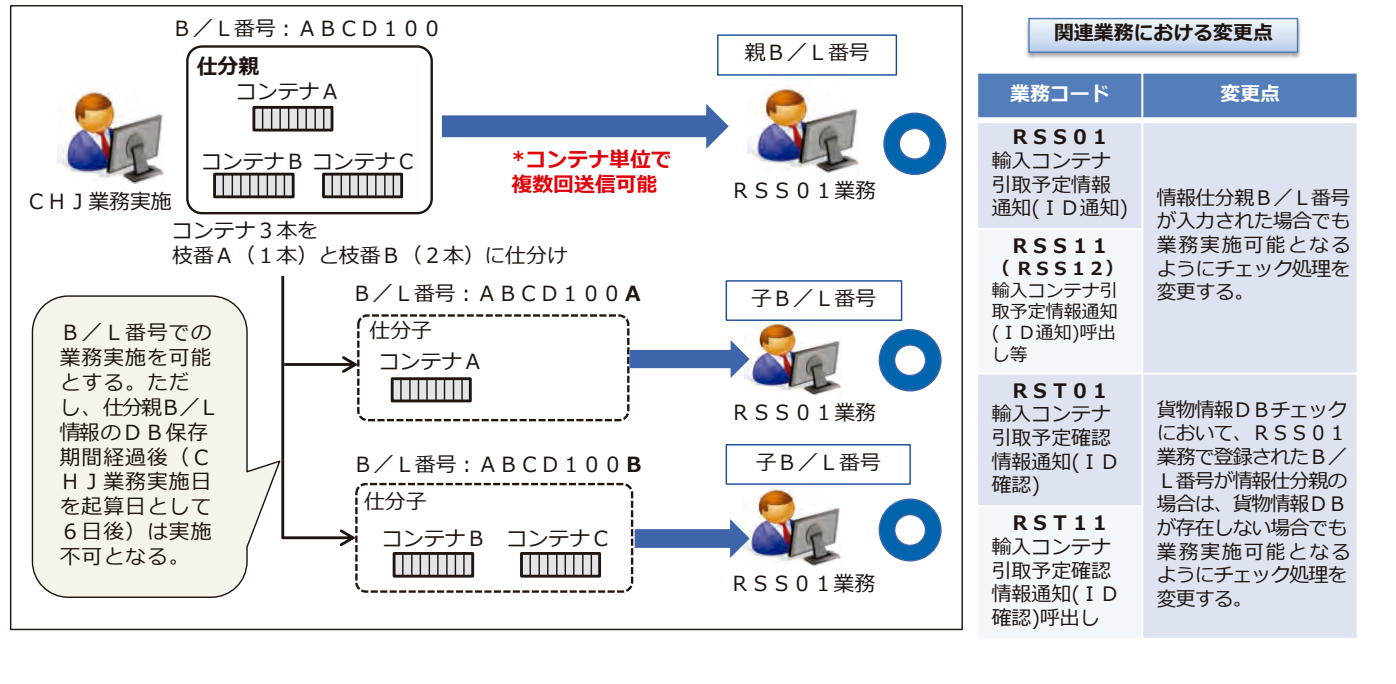 B/L番号:ABCD100
仕分親
コンテナA
コンテナB
コンテナC
CHJ業務実施
*コンテナ単位で
複数回送信可能
親B/L番号
RSS01業務
コンテナ3本を
枝番A(1本)と枝番B(2本)に仕分け
B/L番号での
業務実施を可能
とする。ただ
し、仕分親B/L
情報のDB保存
期間経過後(C
HJ業務実施日
を起算日として
6日後)は実施
不可となる。
B/L番号:ABCD100A
仕分子
コンテナA
子B/L番号
RSS01業務
B/L番号:ABCD100B
仕分子
コンテナB
コンテナC
子B/L番号
RSS01業務
関連業務における変更点
業務コード
変更点
RSS01
輸入コンテナ
引取予定情報
通知(ID通知)
RSS11
(RSS12)
輸入コンテナ引
取予定情報通知
(ID通知)呼出
し等
情報仕分親B/L番号
が入力された場合でも
業務実施可能となる
ようにチェック処理を
変更する。
RST01
輸入コンテナ
引取予定確認
情報通知(ID
確認)
RST11
輸入コンテナ
引取予定確認
情報通知(ID
確認)呼出し
貨物情報DBチェック
において、RSS01
業務で登録されたB/
L番号が情報仕分親の
場合は、貨物情報DB
が存在しない場合でも
業務実施可能となる
ようにチェック処理を
変更する。